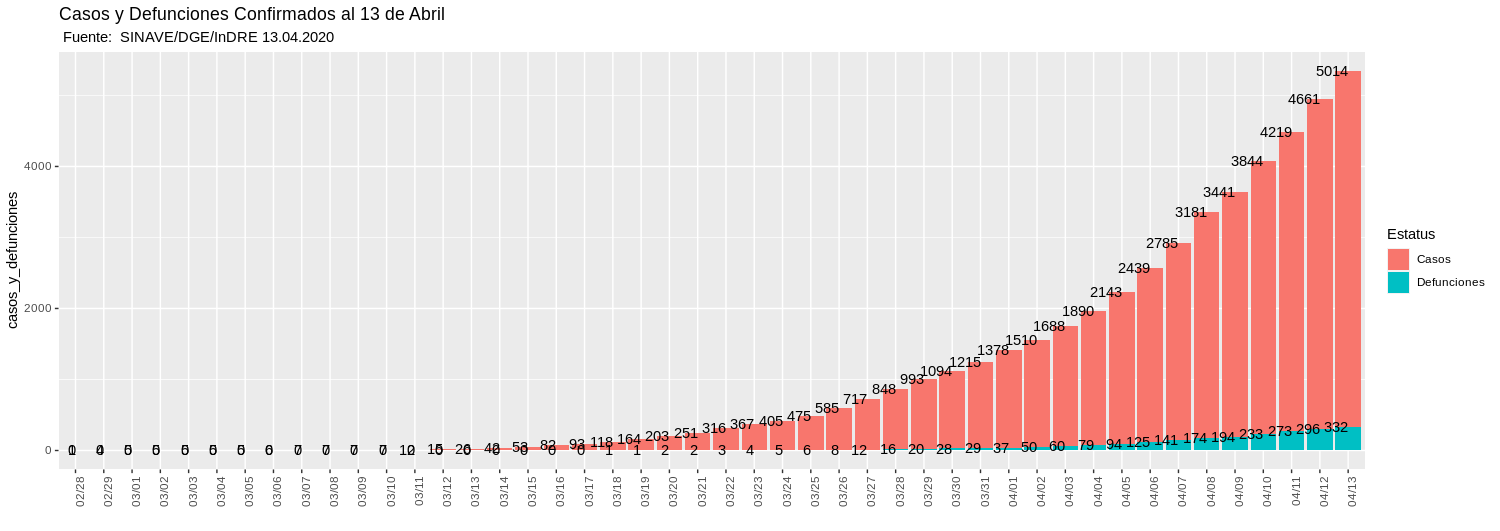 Casos y Defunciones Confirmados al 13 de Abril
Fuente: SINAVE/DGE/InDRE 13.04.2020
casos_y_defunciones
4000
2000
0
53 82 93 118 164 203 251 316 367 405 475 585 717 848 993 1094 1215 1378 1510 1688 1890 2143 2439 2785 3181 3441 3844 4219 4661 5014
0 0 0 1 1 2 2 3 4 5 6 8 12 16 20 28 29 37 50 60 79 94 125 141 174 194 233 273 296 332
02/28 02/29 03/01 03/02 03/03 03/04 03/05 03/06 03/07 03/08 03/09 03/10 03/11 03/12 03/13 03/14 03/15 03/16 03/17 03/18 03/19 03/20 03/21 03/22 03/23 03/24 03/25 03/26 03/27 03/28 03/29 03/30 03/31 04/01 04/02 04/03 04/04 04/05 04/06 04/07 04/08 04/09 04/10 04/11 04/12 04/13
Estatus
Casos
Defunciones